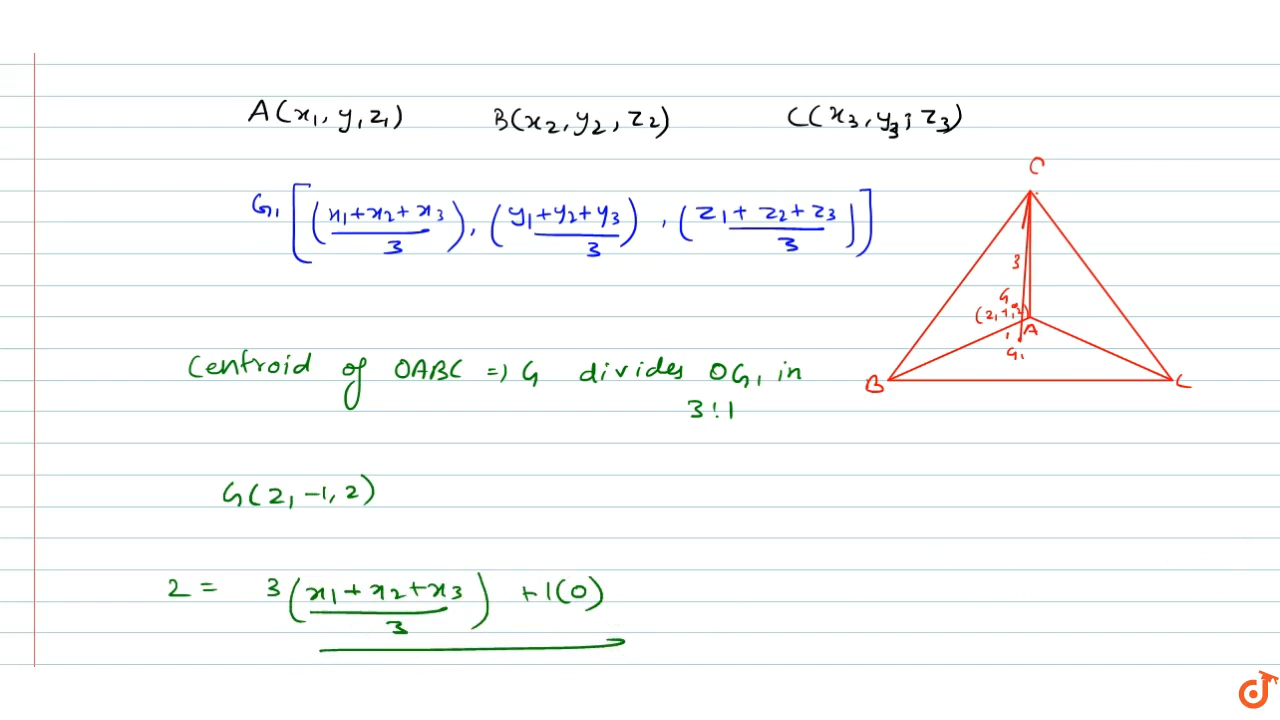 A(x₁, y₁ z₁) B(x₂, y₂, z₂) C(x₃, y₃, z₃)
G₁ [((x₁+x₂+x₃)/3), ((y₁+y₂+y₃)/3), ((z₁+z₂+z₃)/3)]
C
3
G
(2,-1,2)
A
1
G₁
B C
Centroid of OABC => G divides OG₁ in
3:1
G(2,-1,2)
2 = 3((x₁+x₂+x₃)/3) +1(0)